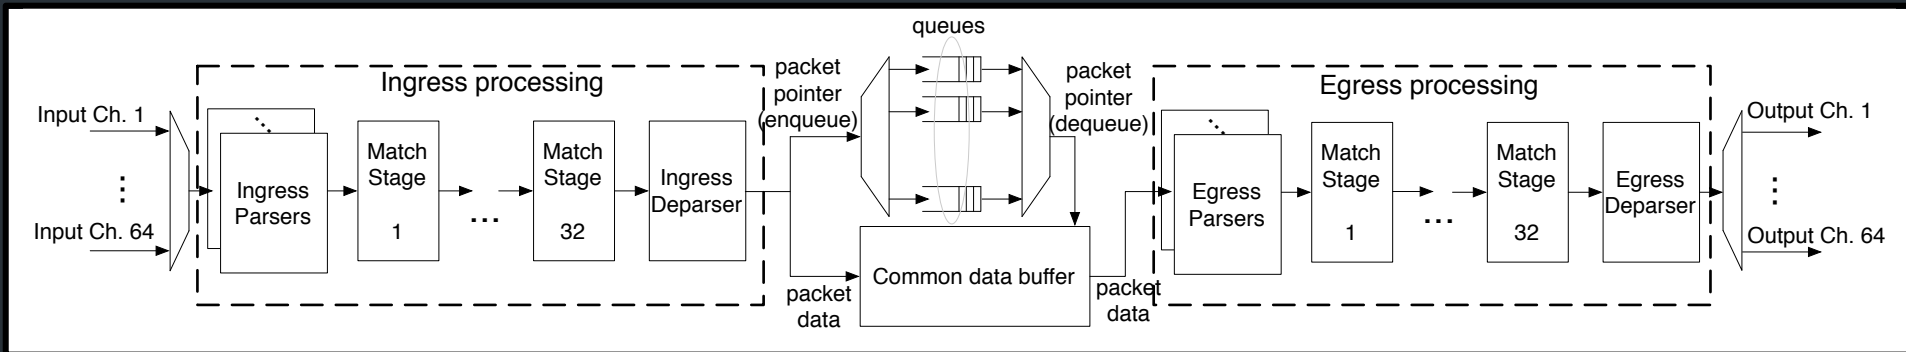 queues
Ingress processing
packet
pointer
(enqueue)
packet
pointer
(dequeue)
Egress processing
Input Ch. 1
Input Ch. 64
Ingress
Parsers
Match
Stage
1
...
Match
Stage
32
Ingress
Deparser
packet
data
Common data buffer
packet
data
Egress
Parsers
Match
Stage
1
...
Match
Stage
32
Egress
Deparser
Output Ch. 1
Output Ch. 64